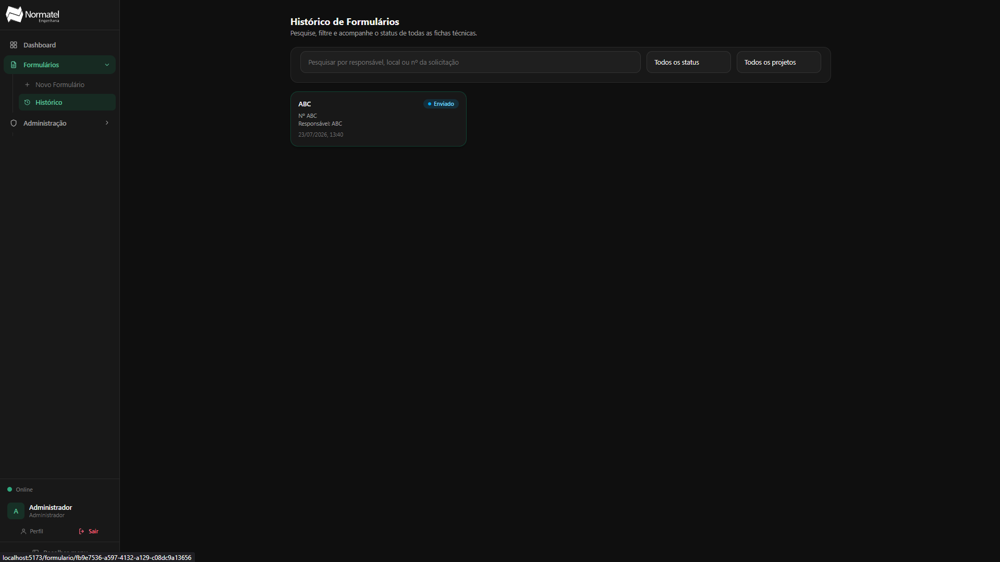 Normatel
Engenharia
Dashboard
Formulários
Novo Formulário
Histórico
Administração
Histórico de Formulários
Pesquise, filtre e acompanhe o status de todas as fichas técnicas.
Pesquisar por responsável, local ou nº da solicitação
Todos os status
Todos os projetos
ABC
Enviado
Nº ABC
Responsável: ABC
23/07/2026, 13:40
Online
A
Administrador
Administrador
Perfil
Sair
Recolher menu
localhost:5173/formulario/fb9e7536-a597-4132-a129-c08dc9a13656